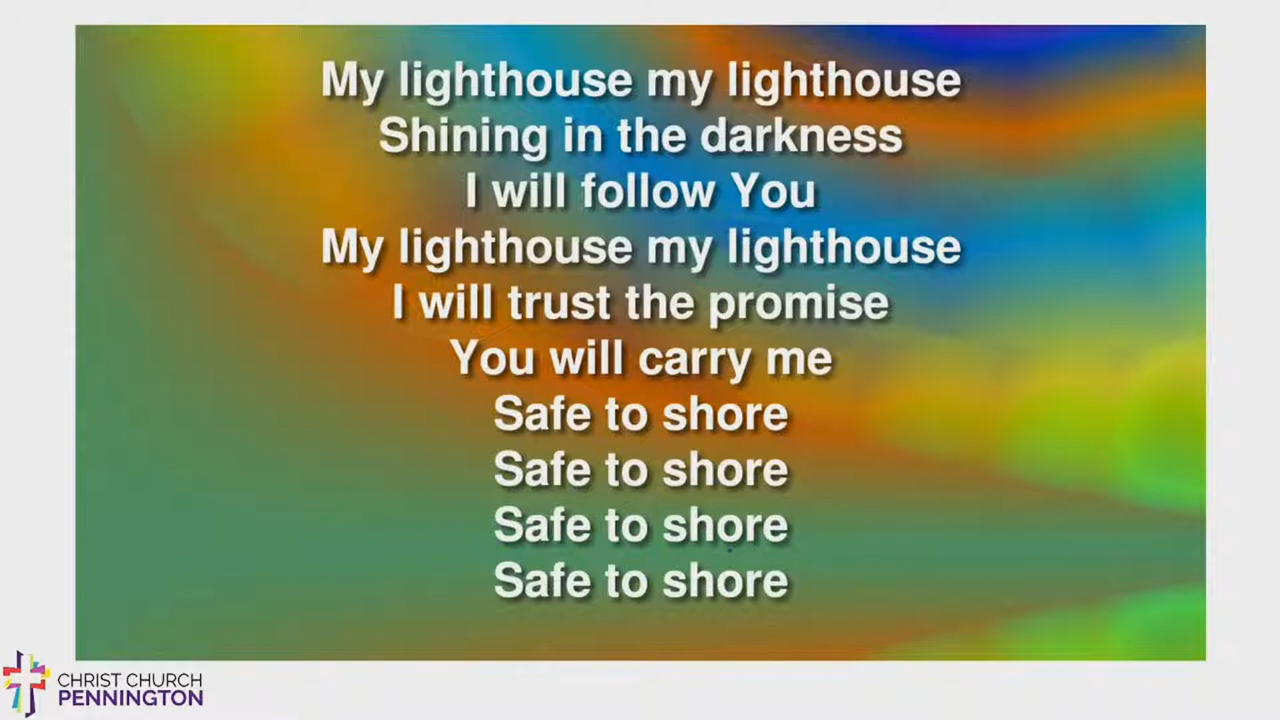 My lighthouse my lighthouse
Shining in the darkness
I will follow You
My lighthouse my lighthouse
I will trust the promise
You will carry me
Safe to shore
Safe to shore
Safe to shore
Safe to shore
CHRIST CHURCH
PENNINGTON